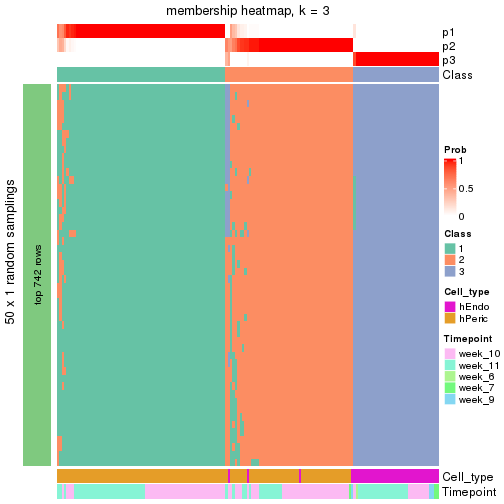 membership heatmap, k = 3
p1
p2
p3
Class
50 x 1 random samplings
top 742 rows
Prob
1
0.5
0
Class
1
2
3
Cell_type
hEndo
hPeric
Timepoint
week_10
week_11
week_6
week_7
week_9
Cell_type
Timepoint